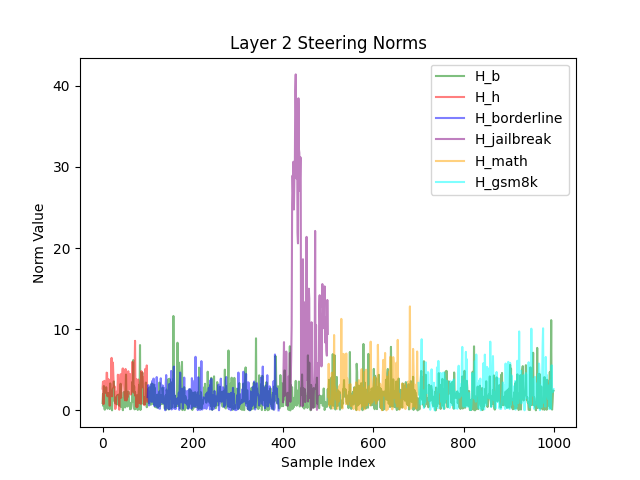 Layer 2 Steering Norms
H_b
H_h
H_borderline
H_jailbreak
H_math
H_gsm8k
Norm Value
40
30
20
10
0
0
200
400
600
800
1000
Sample Index